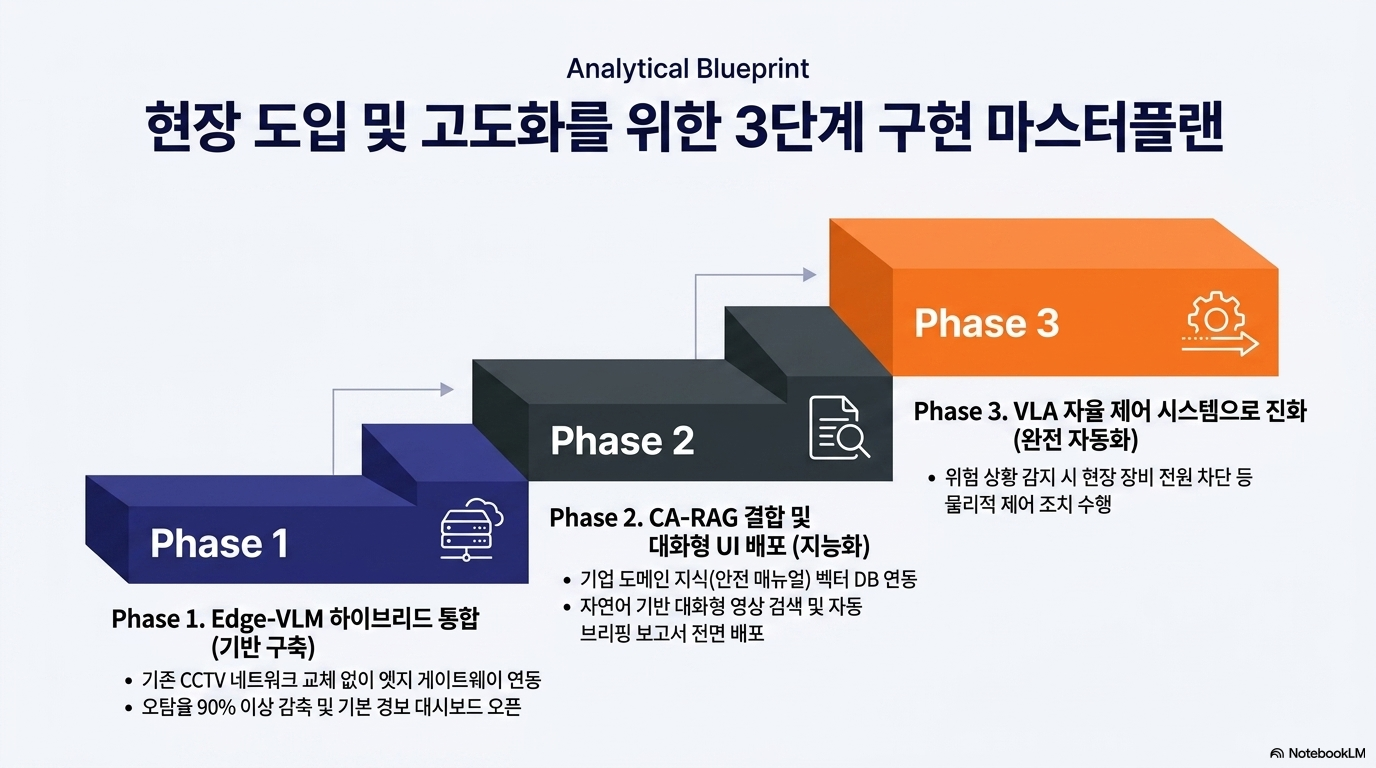 Analytical Blueprint
현장 도입 및 고도화를 위한 3단계 구현 마스터플랜
Phase 1
Phase 1. Edge-VLM 하이브리드 통합
(기반 구축)
• 기존 CCTV 네트워크 교체 없이 엣지 게이트웨이 연동
• 오탐율 90% 이상 감축 및 기본 경보 대시보드 오픈
Phase 2
Phase 2. CA-RAG 결합 및
대화형 UI 배포 (지능화)
• 기업 도메인 지식(안전 매뉴얼) 벡터 DB 연동
• 자연어 기반 대화형 영상 검색 및 자동
브리핑 보고서 전면 배포
Phase 3
Phase 3. VLA 자율 제어 시스템으로 진화
(완전 자동화)
• 위험 상황 감지 시 현장 장비 전원 차단 등
물리적 제어 조치 수행
NotebookLM